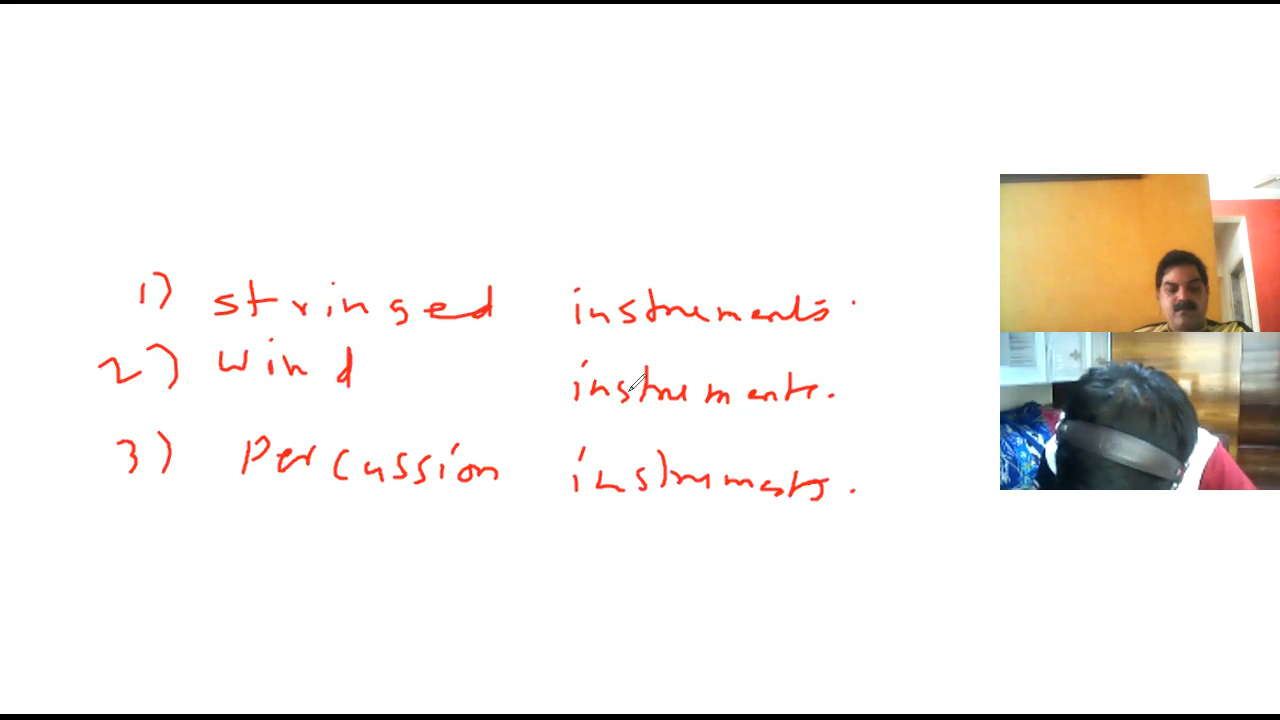 1) stringed instruments.
2) wind instruments.
3) Percussion instruments.